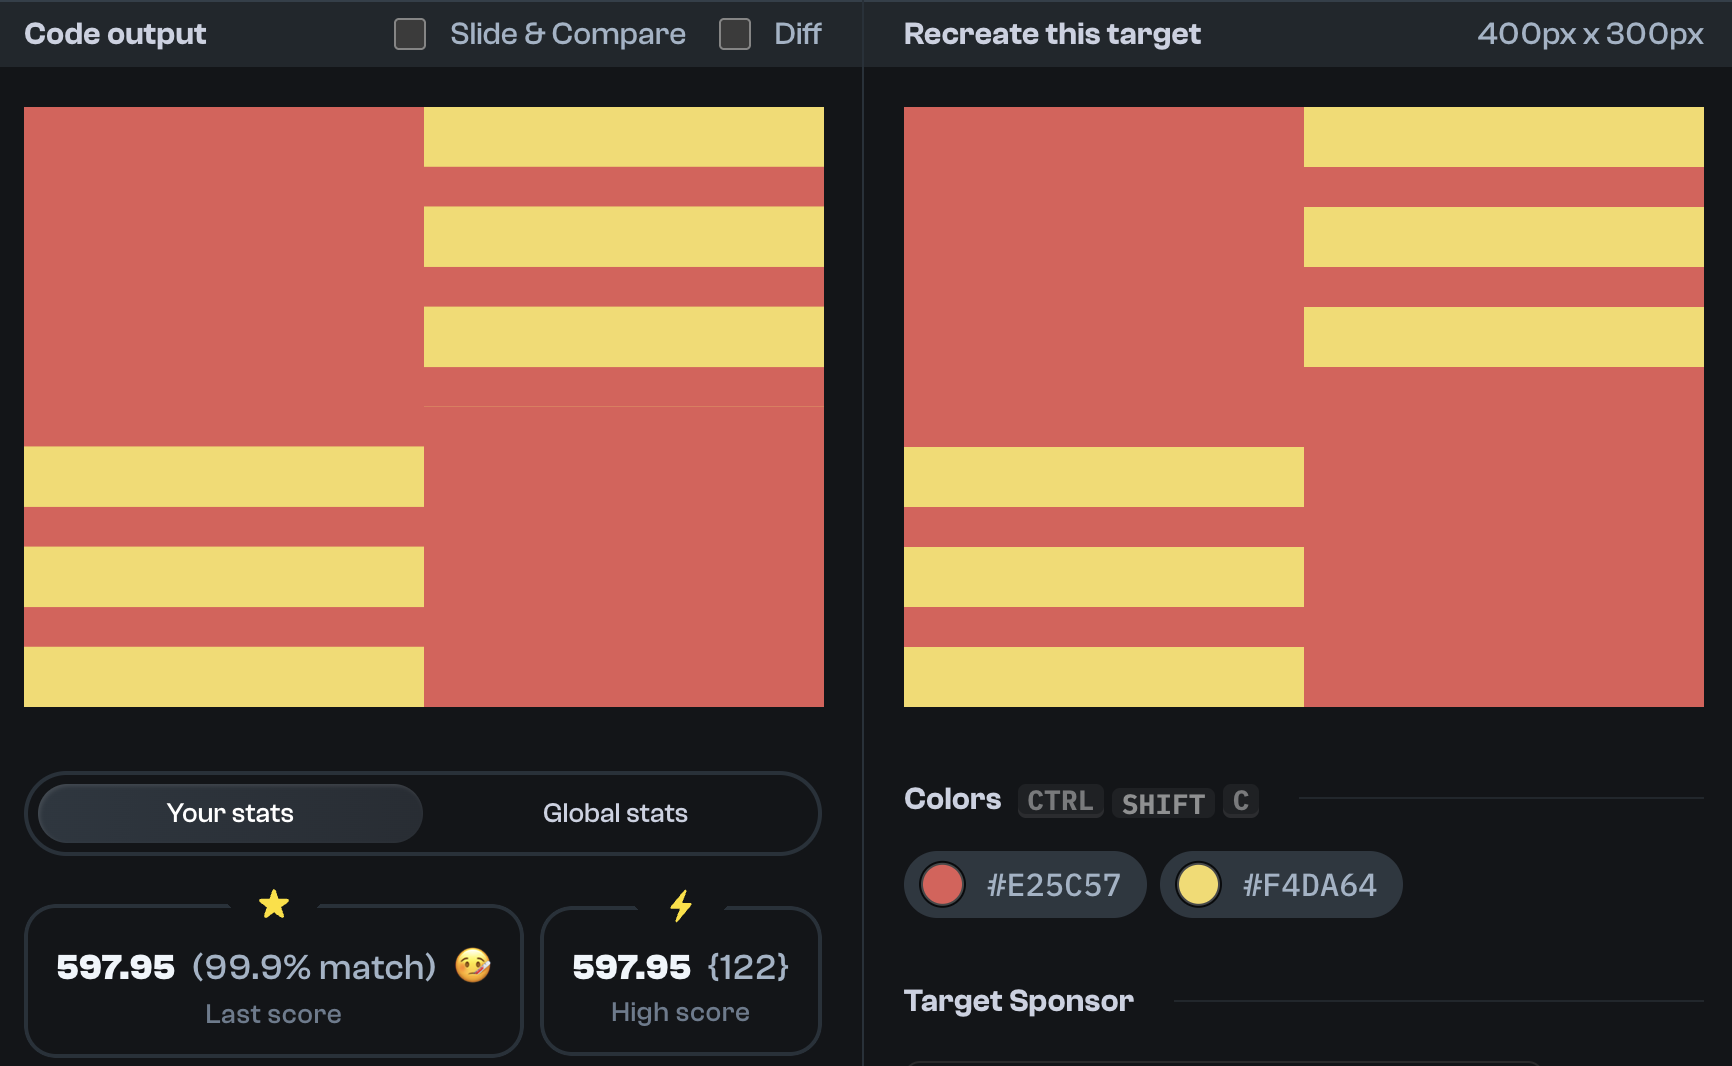 Code output
Slide & Compare
Diff
Recreate this target
400px x 300px
Your stats
Global stats
597.95 (99.9% match)
Last score
597.95 {122}
High score
Colors CTRL SHIFT C
#E25C57
#F4DA64
Target Sponsor